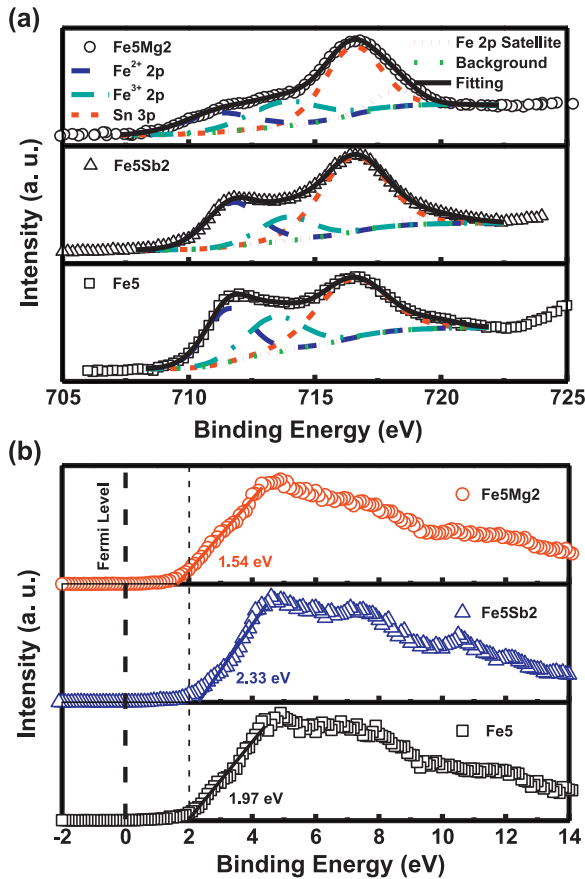 (a)
Fe5Mg2
Fe²⁺ 2p
Fe³⁺ 2p
Sn 3p
Fe 2p Satellite
Background
Fitting
Fe5Sb2
Fe5
Intensity (a. u.)
705 710 715 720 725
Binding Energy (eV)
(b)
Fermi Level
Fe5Mg2
1.54 eV
Fe5Sb2
2.33 eV
Fe5
1.97 eV
Intensity (a. u.)
-2 0 2 4 6 8 10 12 14
Binding Energy (eV)